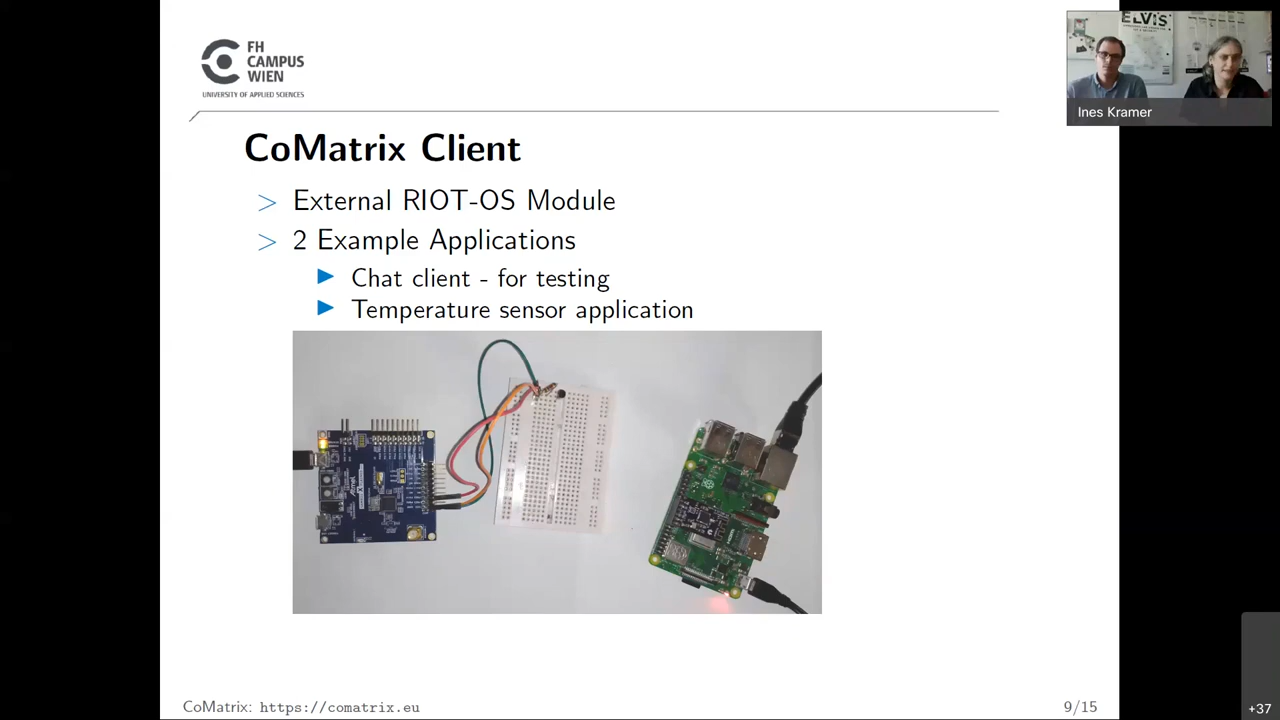 FH
CAMPUS
WIEN
UNIVERSITY OF APPLIED SCIENCES
ELVIS
Ines Kramer
CoMatrix Client
> External RIOT-OS Module
> 2 Example Applications
Chat client - for testing
Temperature sensor application
CoMatrix: https://comatrix.eu
9/15
+37